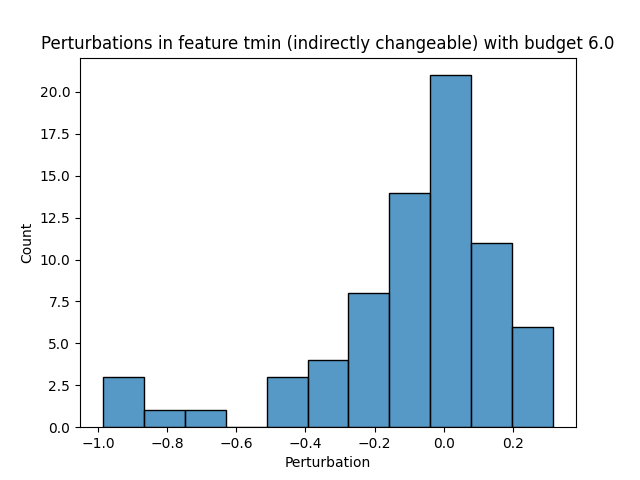 Perturbations in feature tmin (indirectly changeable) with budget 6.0
20.0
17.5
15.0
12.5
10.0
7.5
5.0
2.5
0.0
Count
−1.0 −0.8 −0.6 −0.4 −0.2 0.0 0.2
Perturbation